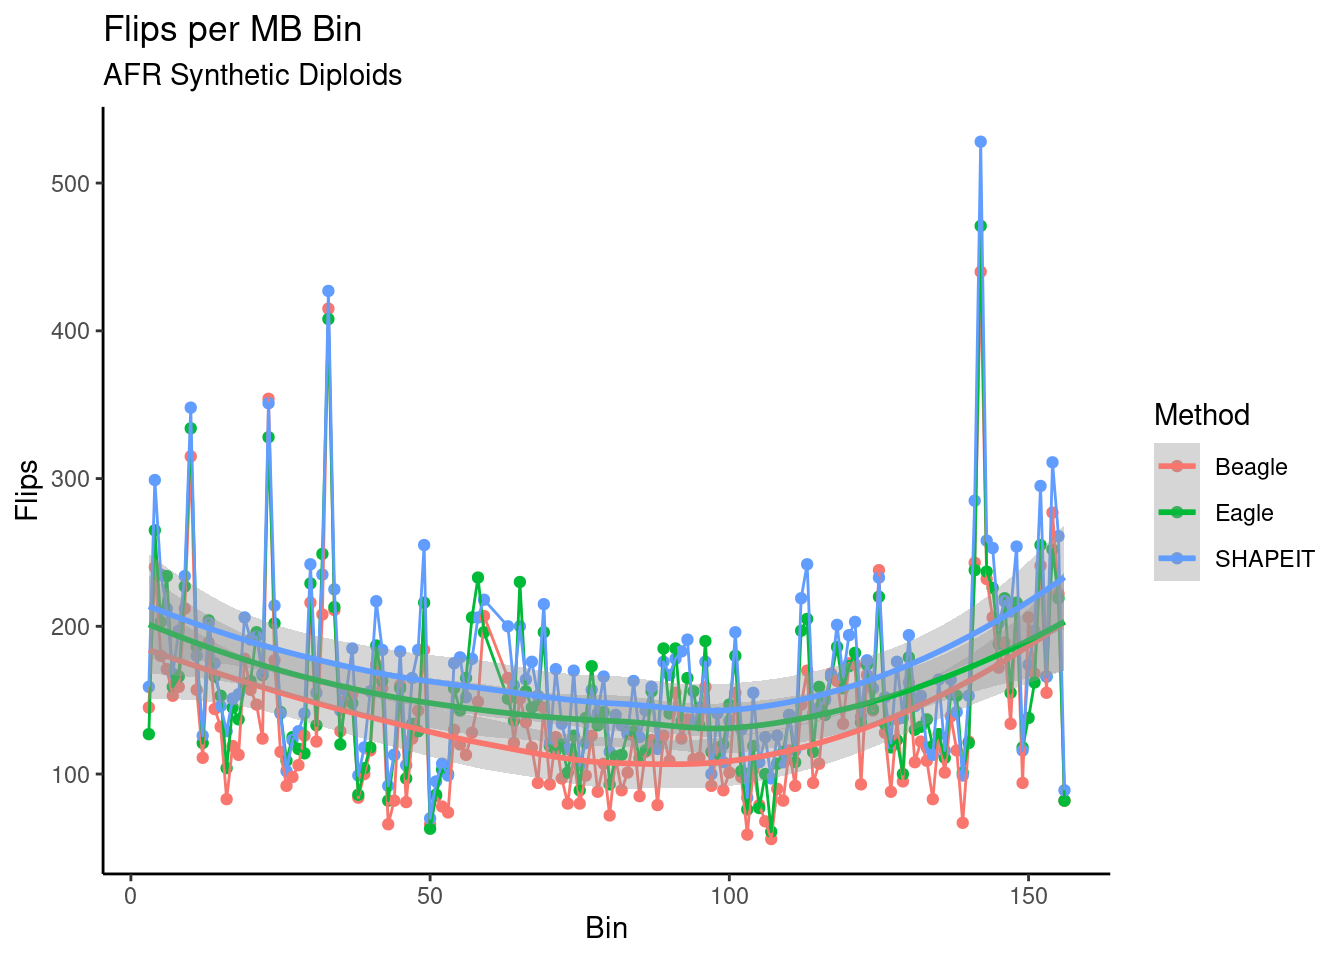 Flips per MB Bin
AFR Synthetic Diploids
500
400
300
200
100
Flips
0
50
100
150
Bin
Method
Beagle
Eagle
SHAPEIT